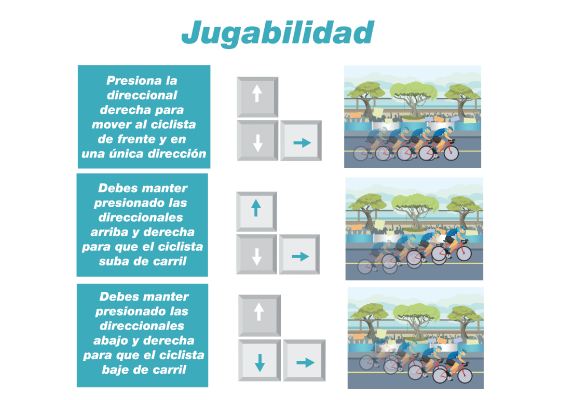 Jugabilidad
Presiona la
direccional
derecha para
mover al ciclista
de frente y en
una única dirección
Debes manter
presionado las
direccionales
arriba y derecha
para que el ciclista
suba de carril
Debes manter
presionado las
direccionales
abajo y derecha
para que el ciclista
baje de carril